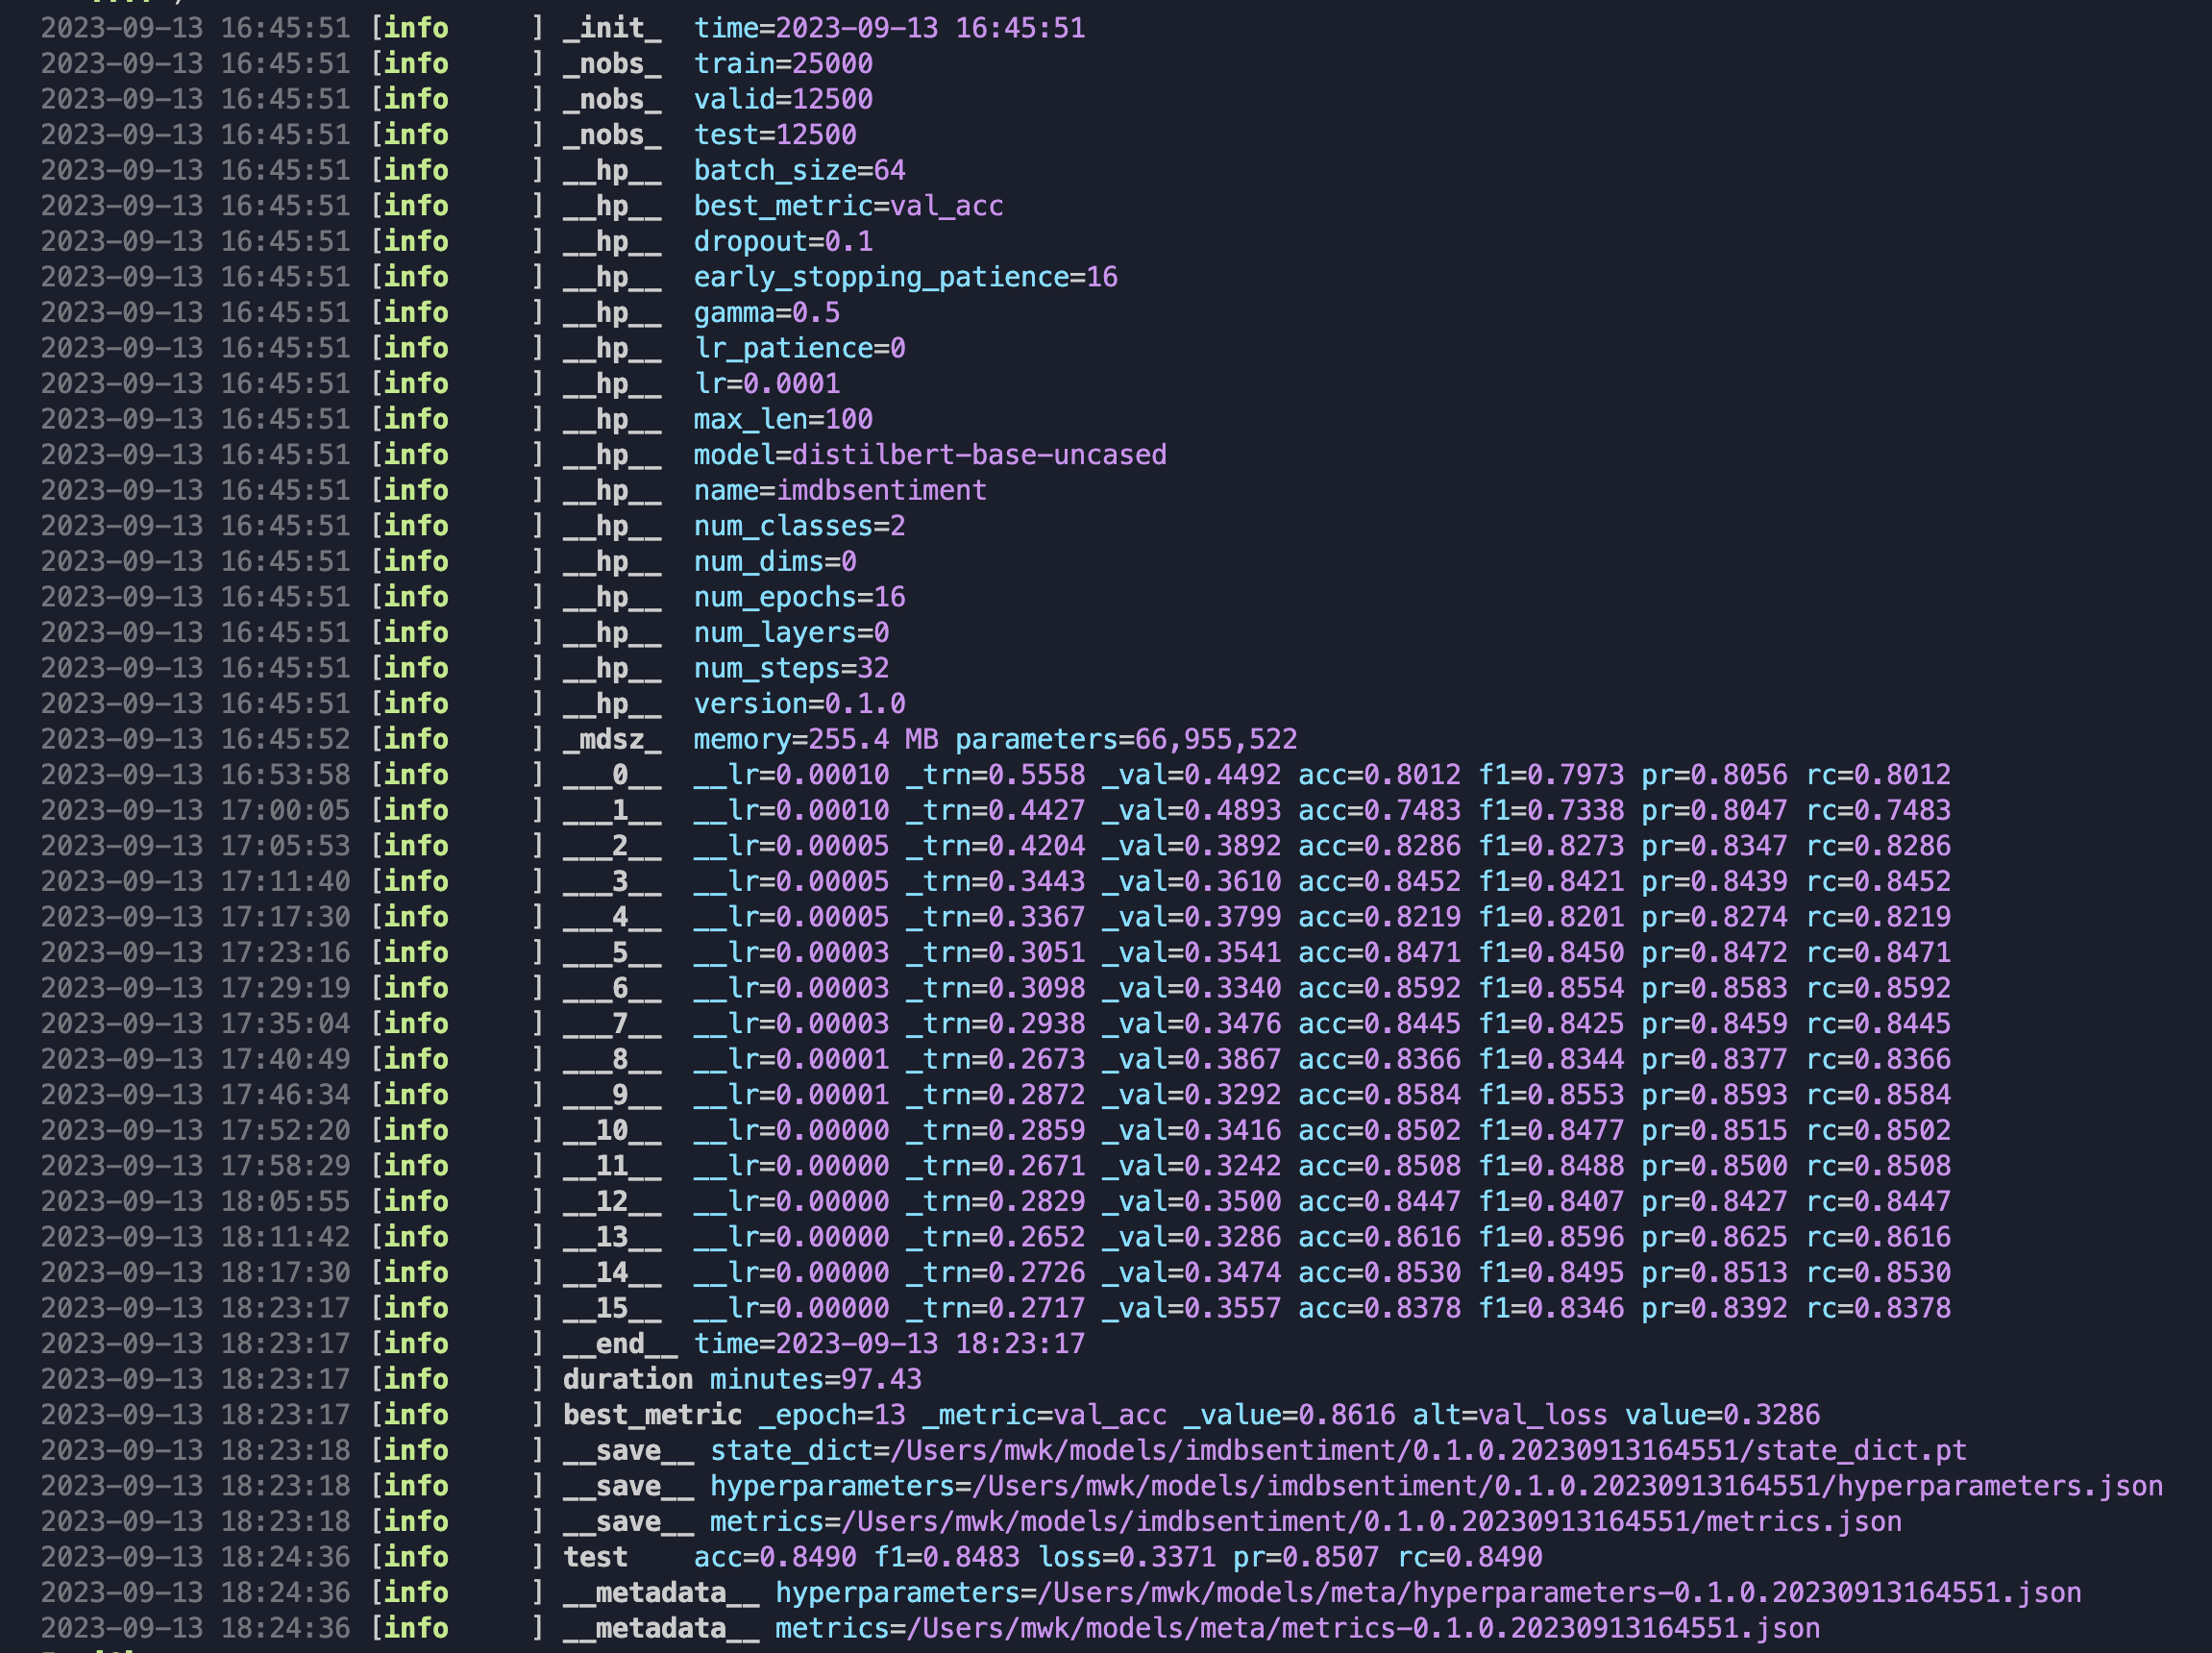 2023-09-13 16:45:51 [info     ] _init_  time=2023-09-13 16:45:51
2023-09-13 16:45:51 [info     ] _nobs_  train=25000
2023-09-13 16:45:51 [info     ] _nobs_  valid=12500
2023-09-13 16:45:51 [info     ] _nobs_  test=12500
2023-09-13 16:45:51 [info     ] __hp__  batch_size=64
2023-09-13 16:45:51 [info     ] __hp__  best_metric=val_acc
2023-09-13 16:45:51 [info     ] __hp__  dropout=0.1
2023-09-13 16:45:51 [info     ] __hp__  early_stopping_patience=16
2023-09-13 16:45:51 [info     ] __hp__  gamma=0.5
2023-09-13 16:45:51 [info     ] __hp__  lr_patience=0
2023-09-13 16:45:51 [info     ] __hp__  lr=0.0001
2023-09-13 16:45:51 [info     ] __hp__  max_len=100
2023-09-13 16:45:51 [info     ] __hp__  model=distilbert-base-uncased
2023-09-13 16:45:51 [info     ] __hp__  name=imdbsentiment
2023-09-13 16:45:51 [info     ] __hp__  num_classes=2
2023-09-13 16:45:51 [info     ] __hp__  num_dims=0
2023-09-13 16:45:51 [info     ] __hp__  num_epochs=16
2023-09-13 16:45:51 [info     ] __hp__  num_layers=0
2023-09-13 16:45:51 [info     ] __hp__  num_steps=32
2023-09-13 16:45:51 [info     ] __hp__  version=0.1.0
2023-09-13 16:45:52 [info     ] _mdsz_  memory=255.4 MB parameters=66,955,522
2023-09-13 16:53:58 [info     ] ___0__  __lr=0.00010 _trn=0.5558 _val=0.4492 acc=0.8012 f1=0.7973 pr=0.8056 rc=0.8012
2023-09-13 17:00:05 [info     ] ___1__  __lr=0.00010 _trn=0.4427 _val=0.4893 acc=0.7483 f1=0.7338 pr=0.8047 rc=0.7483
2023-09-13 17:05:53 [info     ] ___2__  __lr=0.00005 _trn=0.4204 _val=0.3892 acc=0.8286 f1=0.8273 pr=0.8347 rc=0.8286
2023-09-13 17:11:40 [info     ] ___3__  __lr=0.00005 _trn=0.3443 _val=0.3610 acc=0.8452 f1=0.8421 pr=0.8439 rc=0.8452
2023-09-13 17:17:30 [info     ] ___4__  __lr=0.00005 _trn=0.3367 _val=0.3799 acc=0.8219 f1=0.8201 pr=0.8274 rc=0.8219
2023-09-13 17:23:16 [info     ] ___5__  __lr=0.00003 _trn=0.3051 _val=0.3541 acc=0.8471 f1=0.8450 pr=0.8472 rc=0.8471
2023-09-13 17:29:19 [info     ] ___6__  __lr=0.00003 _trn=0.3098 _val=0.3340 acc=0.8592 f1=0.8554 pr=0.8583 rc=0.8592
2023-09-13 17:35:04 [info     ] ___7__  __lr=0.00003 _trn=0.2938 _val=0.3476 acc=0.8445 f1=0.8425 pr=0.8459 rc=0.8445
2023-09-13 17:40:49 [info     ] ___8__  __lr=0.00001 _trn=0.2673 _val=0.3867 acc=0.8366 f1=0.8344 pr=0.8377 rc=0.8366
2023-09-13 17:46:34 [info     ] ___9__  __lr=0.00001 _trn=0.2872 _val=0.3292 acc=0.8584 f1=0.8553 pr=0.8593 rc=0.8584
2023-09-13 17:52:20 [info     ] __10__  __lr=0.00000 _trn=0.2859 _val=0.3416 acc=0.8502 f1=0.8477 pr=0.8515 rc=0.8502
2023-09-13 17:58:29 [info     ] __11__  __lr=0.00000 _trn=0.2671 _val=0.3242 acc=0.8508 f1=0.8488 pr=0.8500 rc=0.8508
2023-09-13 18:05:55 [info     ] __12__  __lr=0.00000 _trn=0.2829 _val=0.3500 acc=0.8447 f1=0.8407 pr=0.8427 rc=0.8447
2023-09-13 18:11:42 [info     ] __13__  __lr=0.00000 _trn=0.2652 _val=0.3286 acc=0.8616 f1=0.8596 pr=0.8625 rc=0.8616
2023-09-13 18:17:30 [info     ] __14__  __lr=0.00000 _trn=0.2726 _val=0.3474 acc=0.8530 f1=0.8495 pr=0.8513 rc=0.8530
2023-09-13 18:23:17 [info     ] __15__  __lr=0.00000 _trn=0.2717 _val=0.3557 acc=0.8378 f1=0.8346 pr=0.8392 rc=0.8378
2023-09-13 18:23:17 [info     ] __end__ time=2023-09-13 18:23:17
2023-09-13 18:23:17 [info     ] duration minutes=97.43
2023-09-13 18:23:17 [info     ] best_metric _epoch=13 _metric=val_acc _value=0.8616 alt=val_loss value=0.3286
2023-09-13 18:23:18 [info     ] __save__ state_dict=/Users/mwk/models/imdbsentiment/0.1.0.20230913164551/state_dict.pt
2023-09-13 18:23:18 [info     ] __save__ hyperparameters=/Users/mwk/models/imdbsentiment/0.1.0.20230913164551/hyperparameters.json
2023-09-13 18:23:18 [info     ] __save__ metrics=/Users/mwk/models/imdbsentiment/0.1.0.20230913164551/metrics.json
2023-09-13 18:24:36 [info     ] test    acc=0.8490 f1=0.8483 loss=0.3371 pr=0.8507 rc=0.8490
2023-09-13 18:24:36 [info     ] __metadata__ hyperparameters=/Users/mwk/models/meta/hyperparameters-0.1.0.20230913164551.json
2023-09-13 18:24:36 [info     ] __metadata__ metrics=/Users/mwk/models/meta/metrics-0.1.0.20230913164551.json